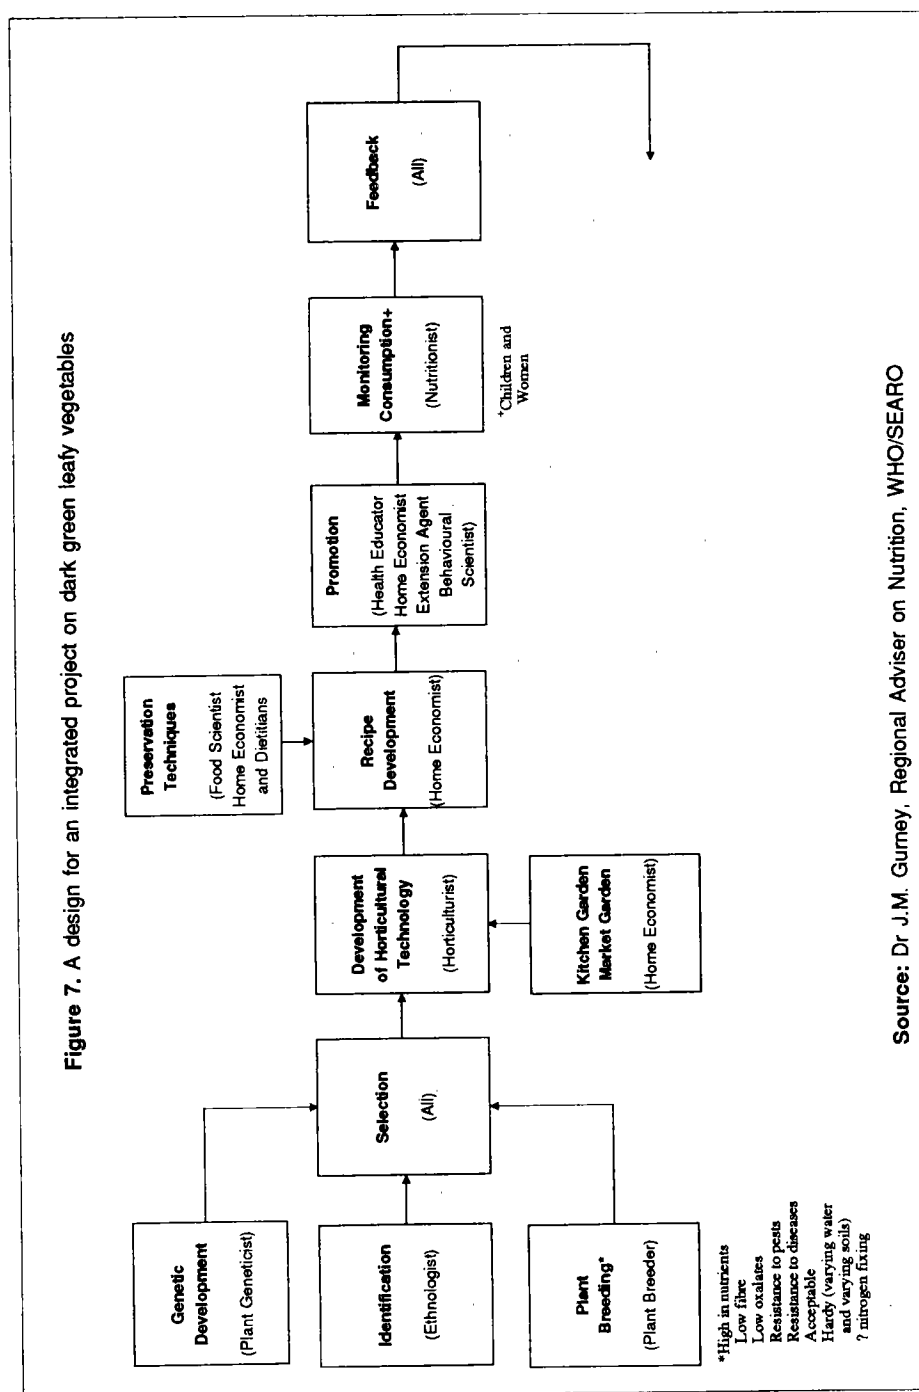 Figure 7. A design for an integrated project on dark green leafy vegetables
Genetic
Development
(Plant Geneticist)
Identification
(Ethnologist)
Plant
Breeding*
(Plant Breeder)
*High in nutrients
Low fibre
Low oxalates
Resistance to pests
Resistance to diseases
Acceptable
Hardy (varying water
and varying soils)
? nitrogen fixing
Selection
(All)
Development
of Horticultural
Technology
(Horticulturist)
Kitchen Garden
Market Garden
(Home Economist)
Preservation
Techniques
(Food Scientist
Home Economist
and Dietitians
Recipe
Development
(Home Economist)
Promotion
(Health Educator
Home Economist
Extension Agent
Behavioural
Scientist)
Monitoring
Consumption+
(Nutritionist)
+Children and
Women
Feedback
(All)
Source: Dr J.M. Gurney, Regional Adviser on Nutrition, WHO/SEARO